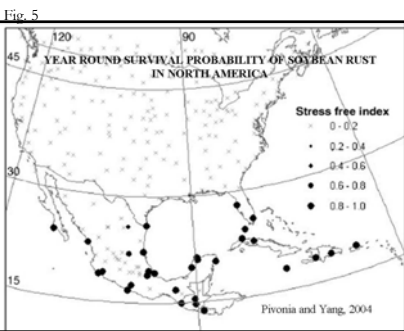 Fig. 5
120
90
45
YEAR ROUND SURVIVAL PROBABILITY OF SOYBEAN RUST
IN NORTH AMERICA
Stress free index
0 - 0.2
0.2 - 0.4
0.4 - 0.6
0.6 - 0.8
0.8 - 1.0
30
15
Pivonia and Yang, 2004